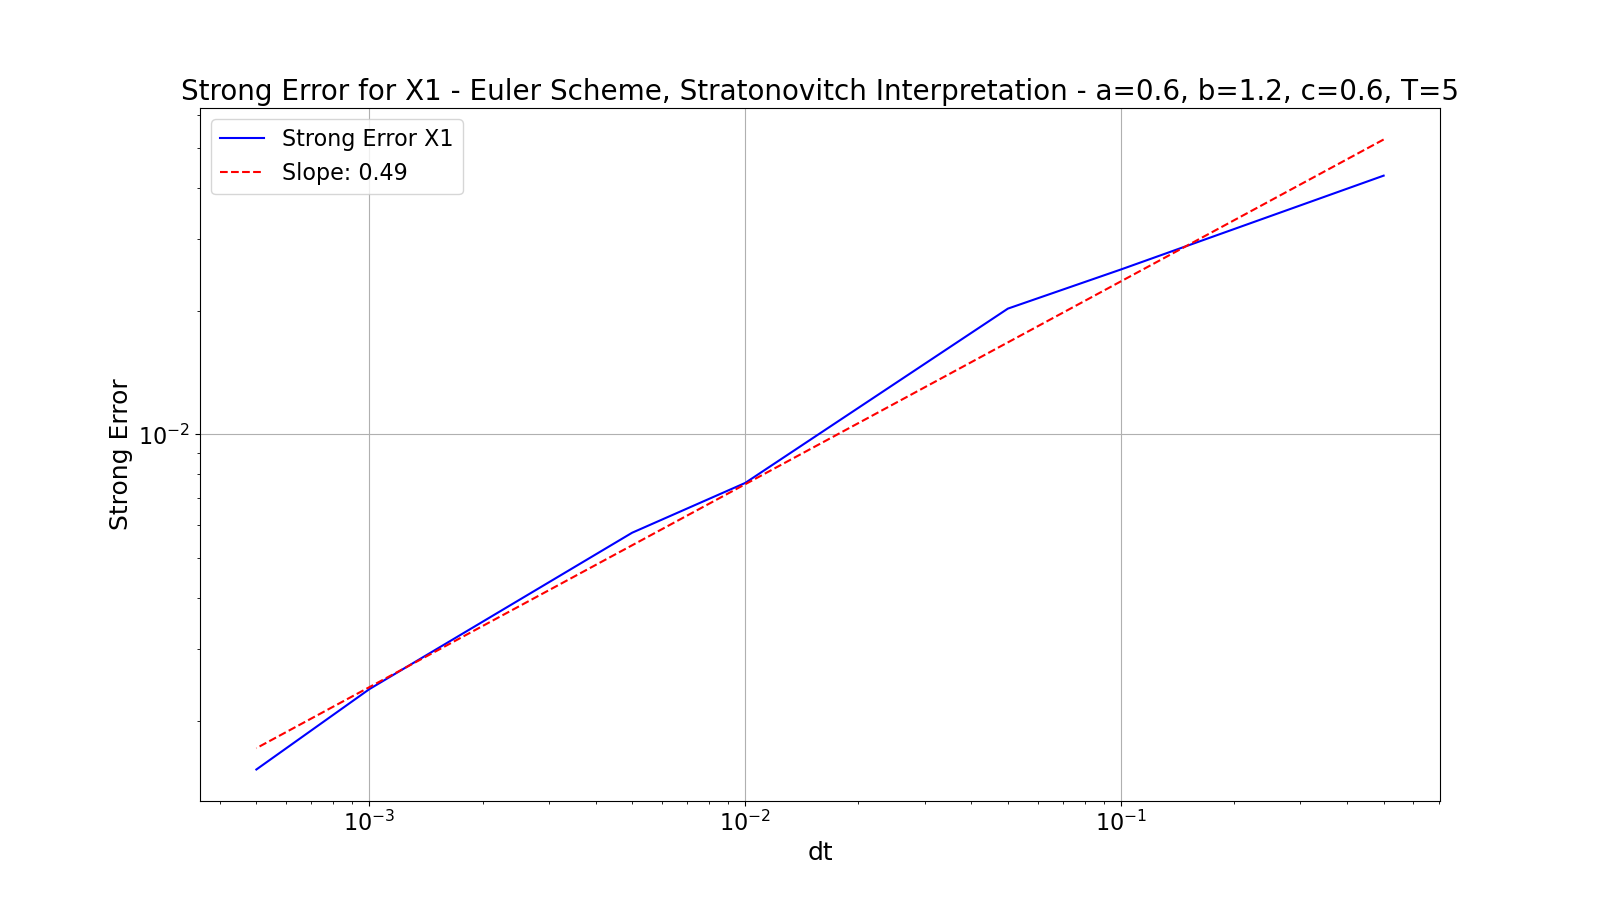 Strong Error for X1 - Euler Scheme, Stratonovitch Interpretation - a=0.6, b=1.2, c=0.6, T=5
Strong Error X1
Slope: 0.49
Strong Error
10⁻²
10⁻³
10⁻²
10⁻¹
dt